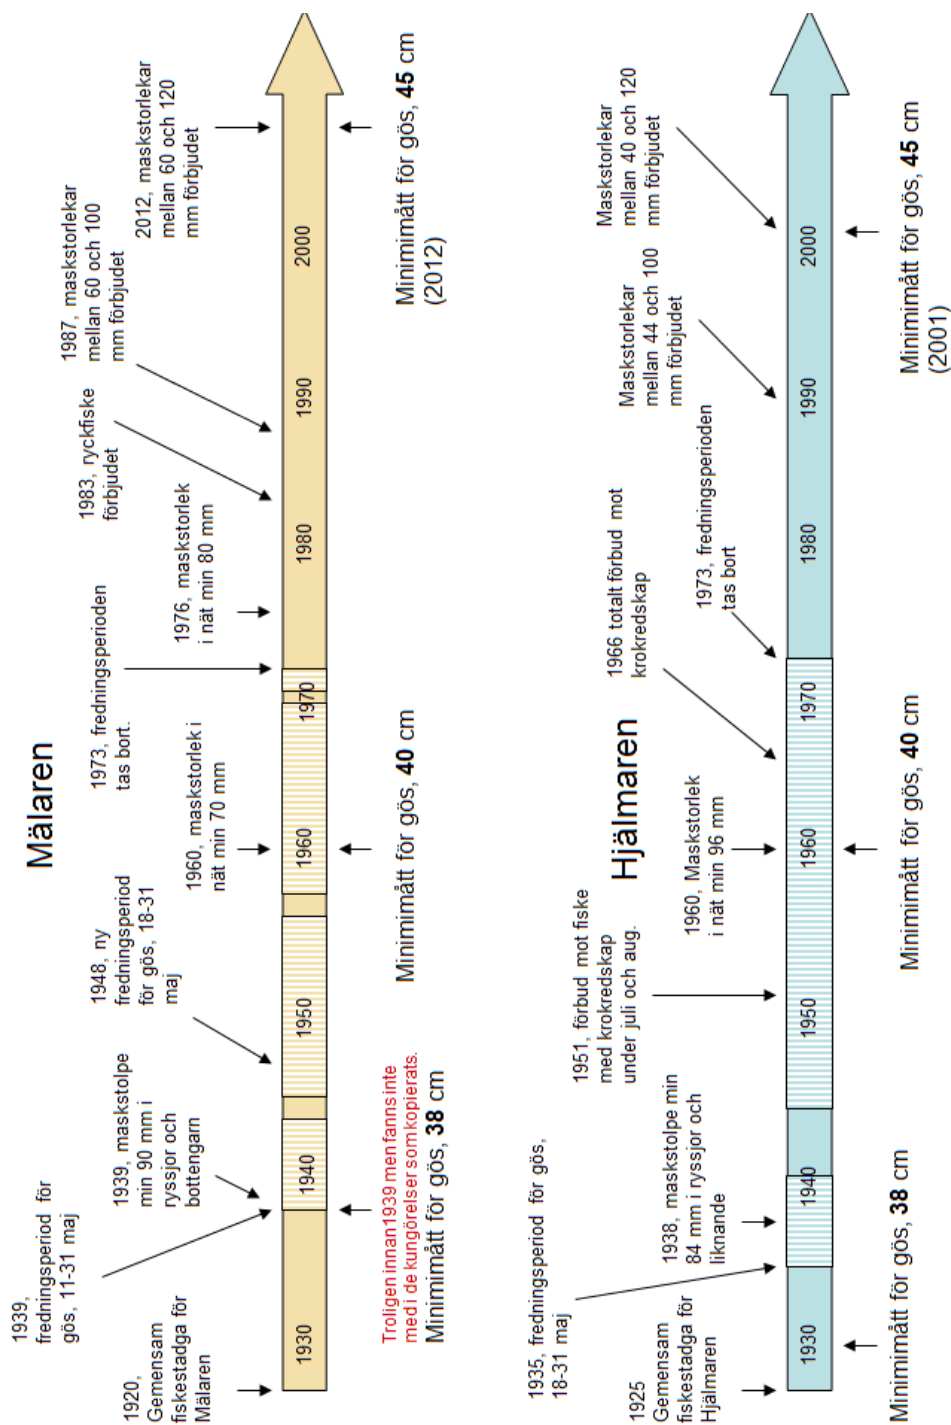 Mälaren
1920,
Gemensam
fiskestadga för
Mälaren
1939,
fredningsperiod för
gös, 11-31 maj
1939, maskstolpe
min 90 mm i
ryssjor och
bottengarn
1948, ny
fredningsperiod
för gös, 18-31
maj
1960, maskstorlek i
nät min 70 mm
1973, fredningsperioden
tas bort.
1976, maskstorlek
i nät min 80 mm
1983, ryckfiske
förbjudet
1987, maskstorlekar
mellan 60 och 100
mm förbjudet
2012, maskstorlekar
mellan 60 och 120
mm förbjudet
1930
1940
1950
1960
1970
1980
1990
2000
Troligen innan 1939 men fanns inte
med i de kungörelser som kopierats.
Minimimått för gös, 38 cm
Minimimått för gös, 40 cm
Minimimått för gös, 45 cm
(2012)
Hjälmaren
1925
Gemensam
fiskestadga för
Hjälmaren
1935, fredningsperiod för gös,
18-31 maj
1938, maskstolpe min
84 mm i ryssjor och
liknande
1951, förbud mot fiske
med krokredskap
under juli och aug.
1960, Maskstorlek
i nät min 96 mm
1966 totalt förbud mot
krokredskap
1973, fredningsperioden
tas bort
Maskstorlekar
mellan 44 och 100
mm förbjudet
Maskstorlekar
mellan 40 och 120
mm förbjudet
1930
1940
1950
1960
1970
1980
1990
2000
Minimimått för gös, 38 cm
Minimimått för gös, 40 cm
Minimimått för gös, 45 cm
(2001)